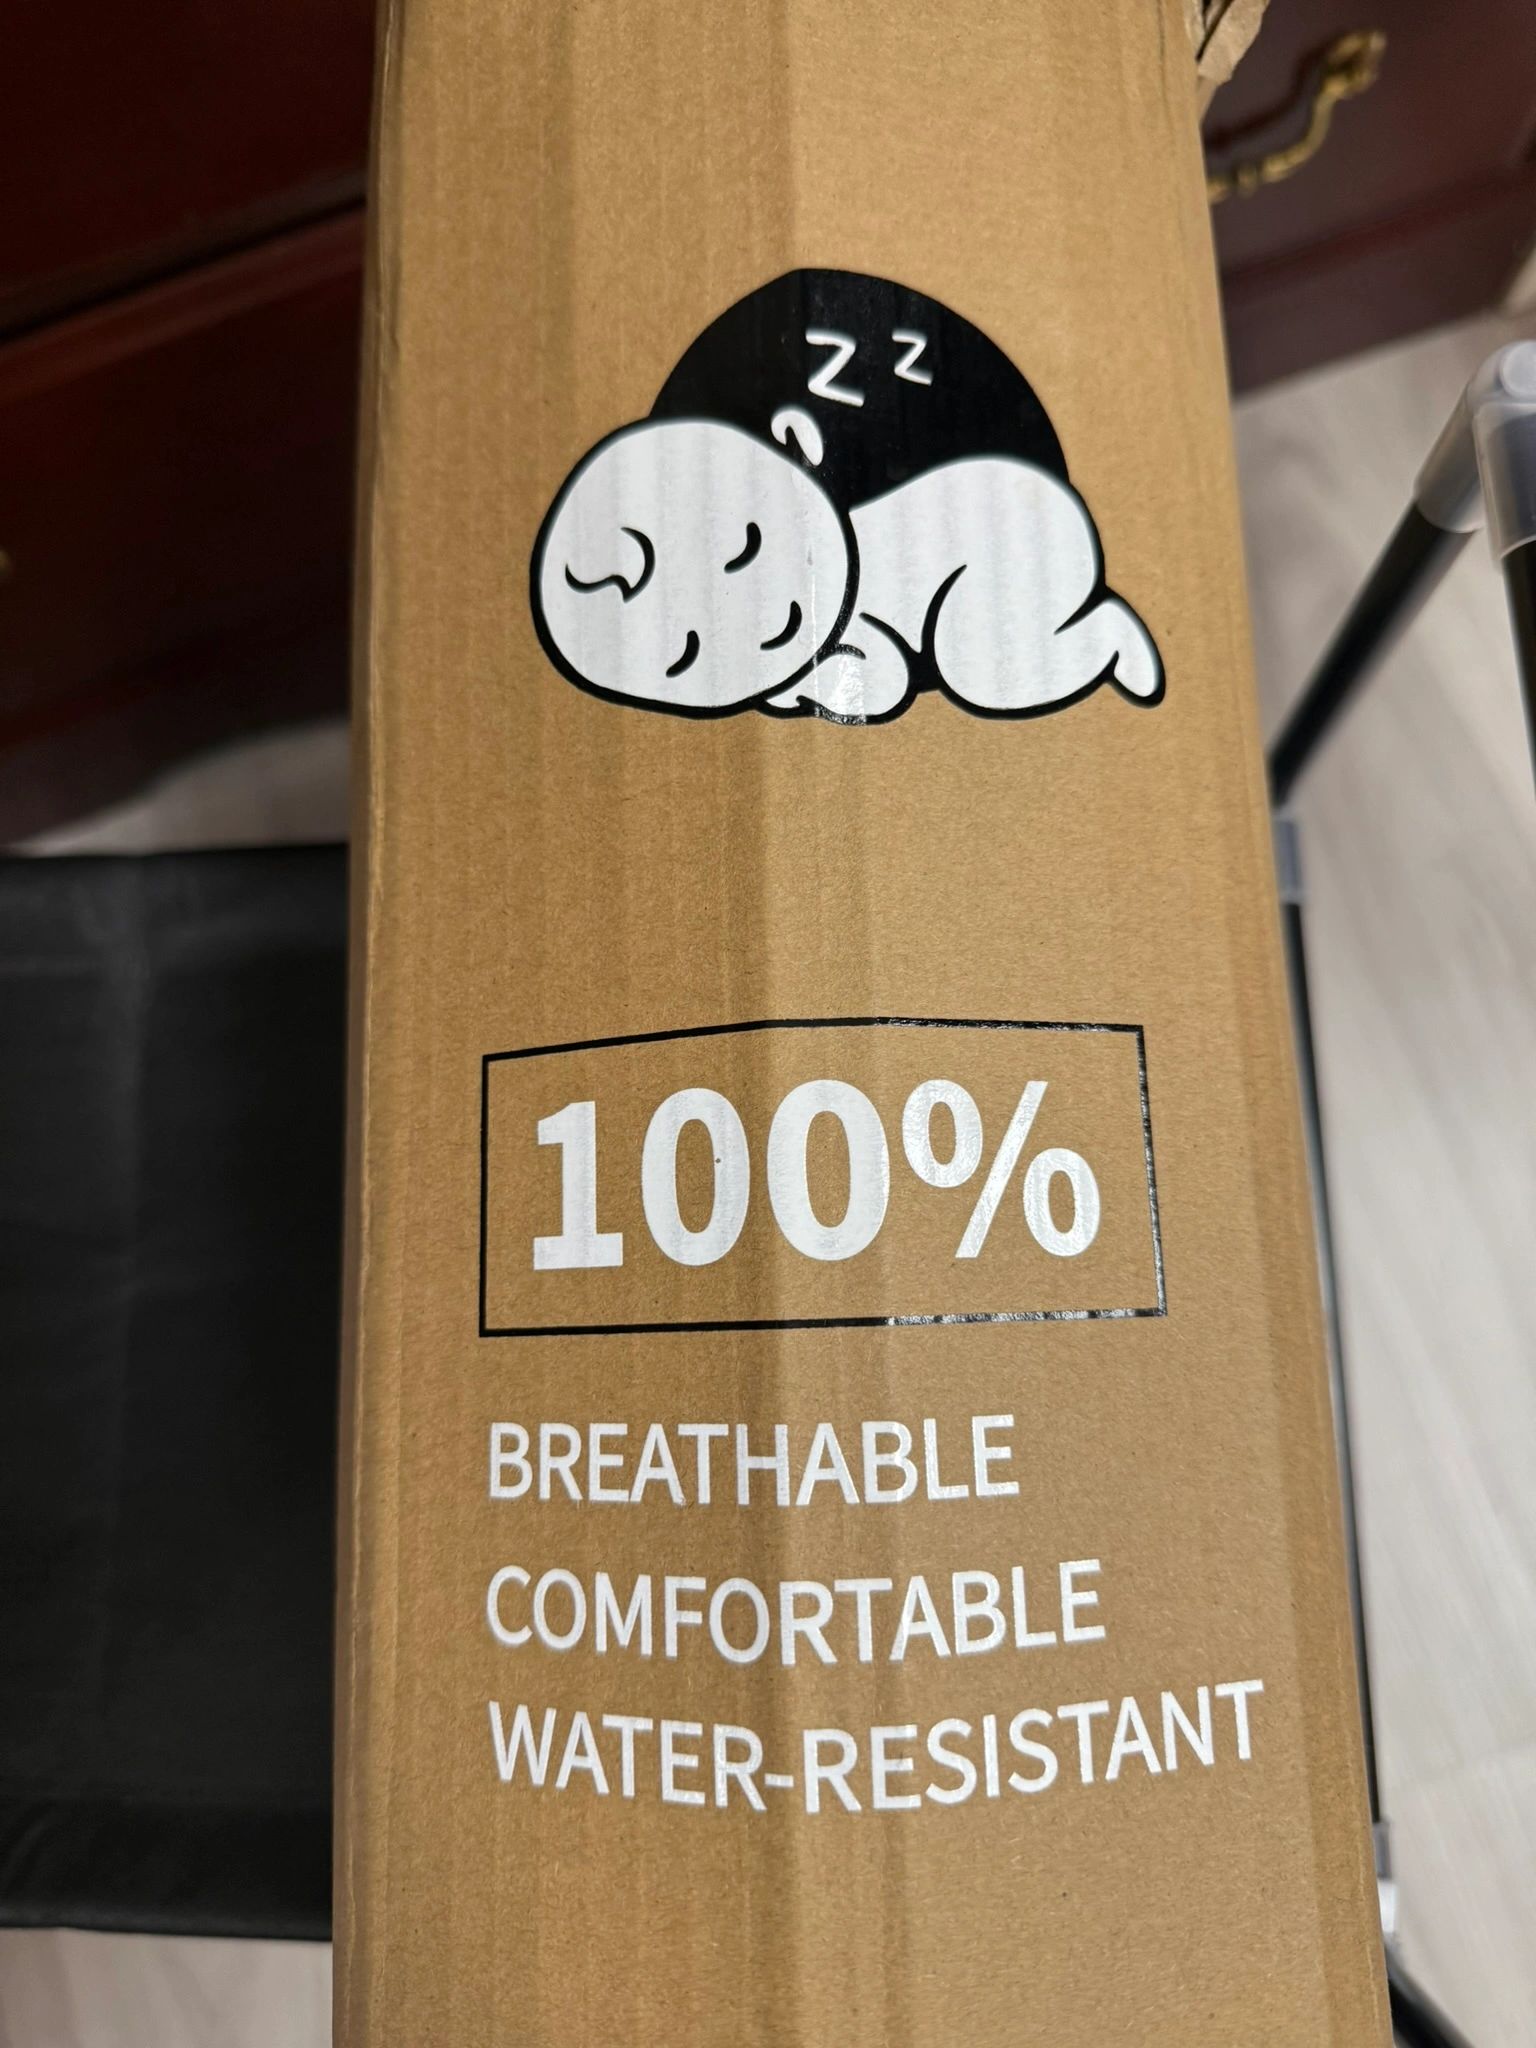 z z
100%
BREATHABLE
COMFORTABLE
WATER-RESISTANT